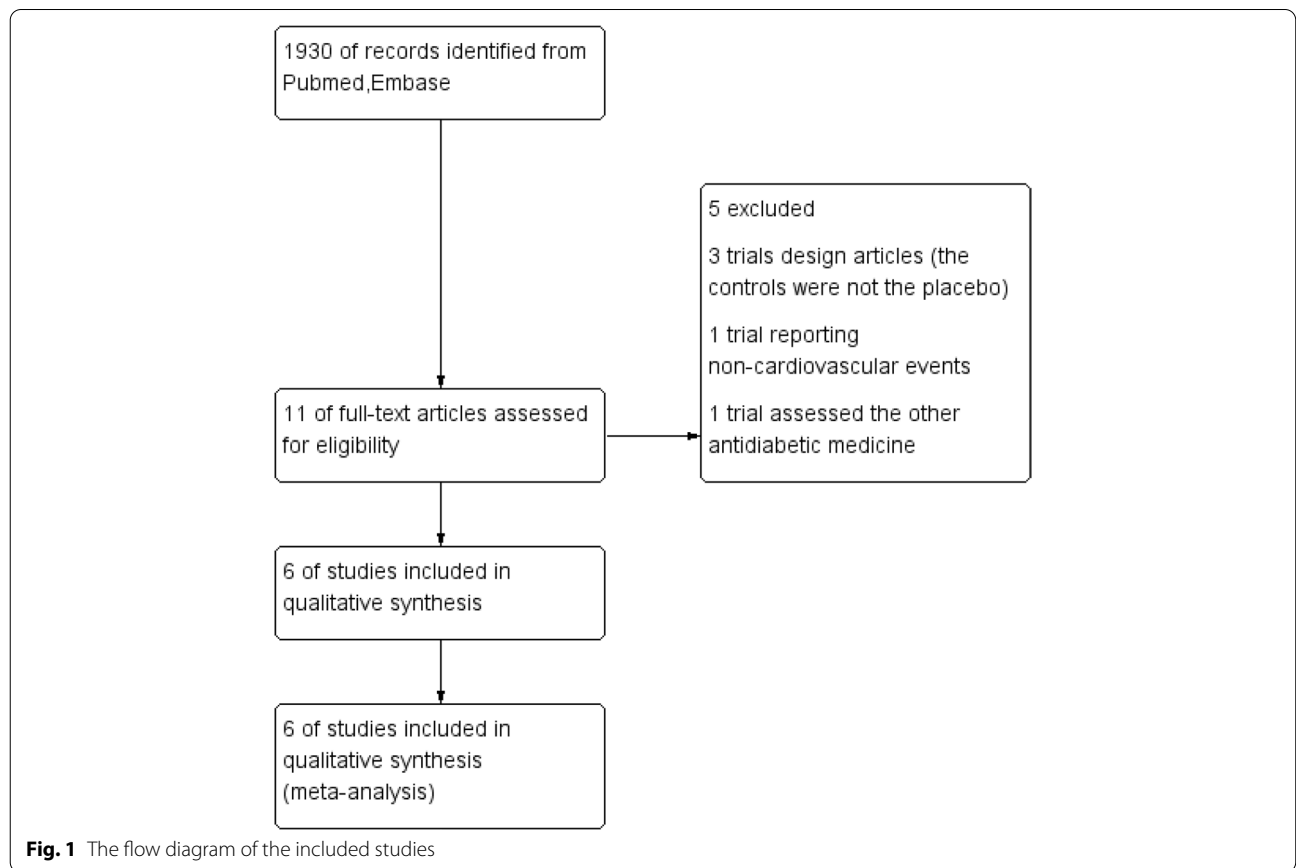 1930 of records identified from
Pubmed,Embase
5 excluded
3 trials design articles (the
controls were not the placebo)
1 trial reporting
non-cardiovascular events
1 trial assessed the other
antidiabetic medicine
11 of full-text articles assessed
for eligibility
6 of studies included in
qualitative synthesis
6 of studies included in
qualitative synthesis
(meta-analysis)
Fig. 1 The flow diagram of the included studies